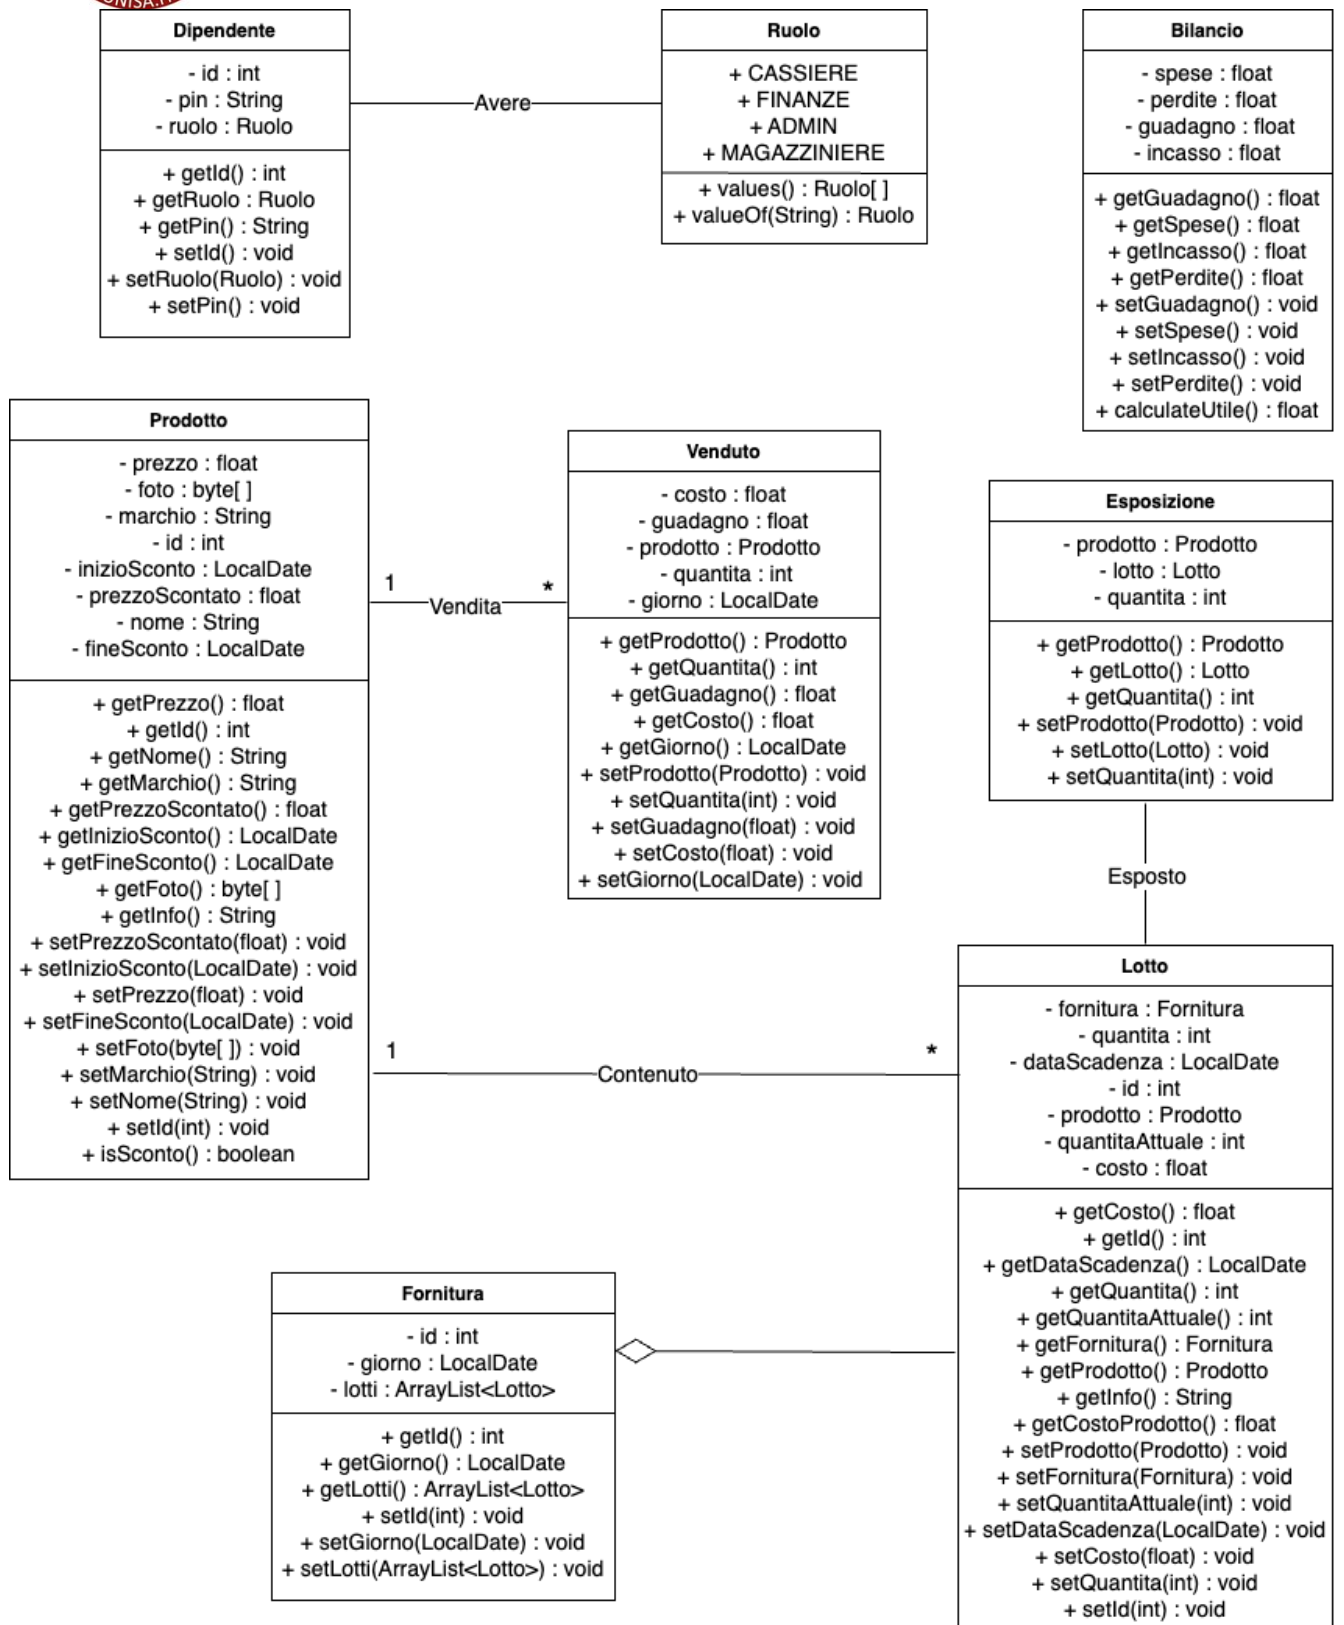 UNISA.IT
Dipendente
- id : int
- pin : String
- ruolo : Ruolo
+ getId() : int
+ getRuolo : Ruolo
+ getPin() : String
+ setId() : void
+ setRuolo(Ruolo) : void
+ setPin() : void
Avere
Ruolo
+ CASSIERE
+ FINANZE
+ ADMIN
+ MAGAZZINIERE
+ values() : Ruolo[ ]
+ valueOf(String) : Ruolo
Bilancio
- spese : float
- perdite : float
- guadagno : float
- incasso : float
+ getGuadagno() : float
+ getSpese() : float
+ getIncasso() : float
+ getPerdite() : float
+ setGuadagno() : void
+ setSpese() : void
+ setIncasso() : void
+ setPerdite() : void
+ calculateUtile() : float
Prodotto
- prezzo : float
- foto : byte[ ]
- marchio : String
- id : int
- inizioSconto : LocalDate
- prezzoScontato : float
- nome : String
- fineSconto : LocalDate
+ getPrezzo() : float
+ getId() : int
+ getNome() : String
+ getMarchio() : String
+ getPrezzoScontato() : float
+ getInizioSconto() : LocalDate
+ getFineSconto() : LocalDate
+ getFoto() : byte[ ]
+ getInfo() : String
+ setPrezzoScontato(float) : void
+ setInizioSconto(LocalDate) : void
+ setPrezzo(float) : void
+ setFineSconto(LocalDate) : void
+ setFoto(byte[ ]) : void
+ setMarchio(String) : void
+ setNome(String) : void
+ setId(int) : void
+ isSconto() : boolean
1
Vendita
*
Venduto
- costo : float
- guadagno : float
- prodotto : Prodotto
- quantita : int
- giorno : LocalDate
+ getProdotto() : Prodotto
+ getQuantita() : int
+ getGuadagno() : float
+ getCosto() : float
+ getGiorno() : LocalDate
+ setProdotto(Prodotto) : void
+ setQuantita(int) : void
+ setGuadagno(float) : void
+ setCosto(float) : void
+ setGiorno(LocalDate) : void
Esposizione
- prodotto : Prodotto
- lotto : Lotto
- quantita : int
+ getProdotto() : Prodotto
+ getLotto() : Lotto
+ getQuantita() : int
+ setProdotto(Prodotto) : void
+ setLotto(Lotto) : void
+ setQuantita(int) : void
Esposto
1
Contenuto
*
Lotto
- fornitura : Fornitura
- quantita : int
- dataScadenza : LocalDate
- id : int
- prodotto : Prodotto
- quantitaAttuale : int
- costo : float
+ getCosto() : float
+ getId() : int
+ getDataScadenza() : LocalDate
+ getQuantita() : int
+ getQuantitaAttuale() : int
+ getFornitura() : Fornitura
+ getProdotto() : Prodotto
+ getInfo() : String
+ getCostoProdotto() : float
+ setProdotto(Prodotto) : void
+ setFornitura(Fornitura) : void
+ setQuantitaAttuale(int) : void
+ setDataScadenza(LocalDate) : void
+ setCosto(float) : void
+ setQuantita(int) : void
+ setId(int) : void
Fornitura
- id : int
- giorno : LocalDate
- lotti : ArrayList<Lotto>
+ getId() : int
+ getGiorno() : LocalDate
+ getLotti() : ArrayList<Lotto>
+ setId(int) : void
+ setGiorno(LocalDate) : void
+ setLotti(ArrayList<Lotto>) : void